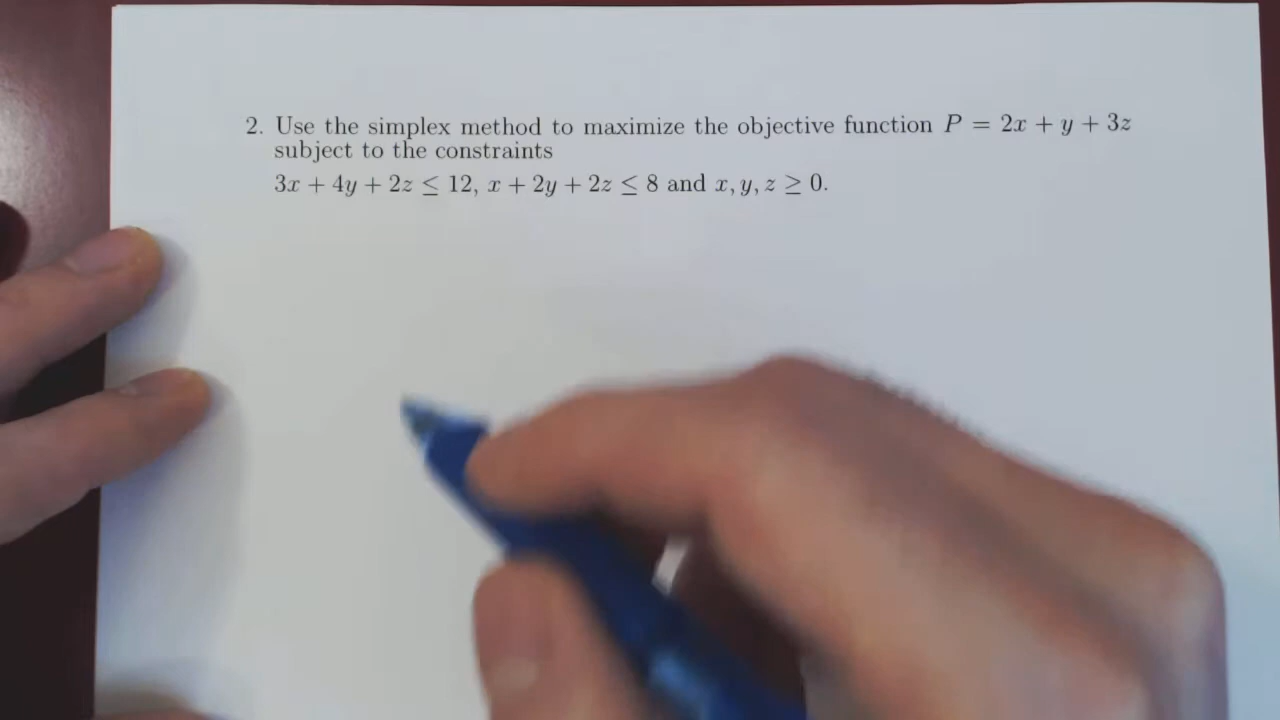 2. Use the simplex method to maximize the objective function P = 2x + y + 3z
subject to the constraints
3x + 4y + 2z ≤ 12, x + 2y + 2z ≤ 8 and x, y, z ≥ 0.